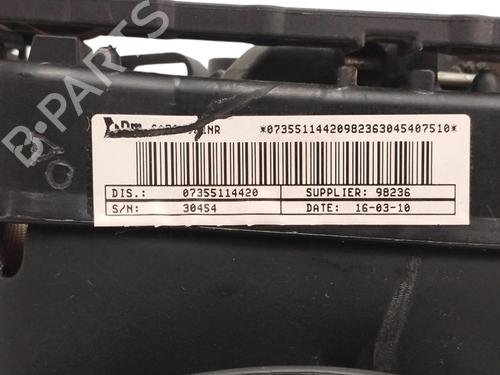 *07355114420982363045407510*
DIS.: 07355114420 SUPPLIER: 98236
S/N: 30454 DATE: 16-03-10
B-PARTS